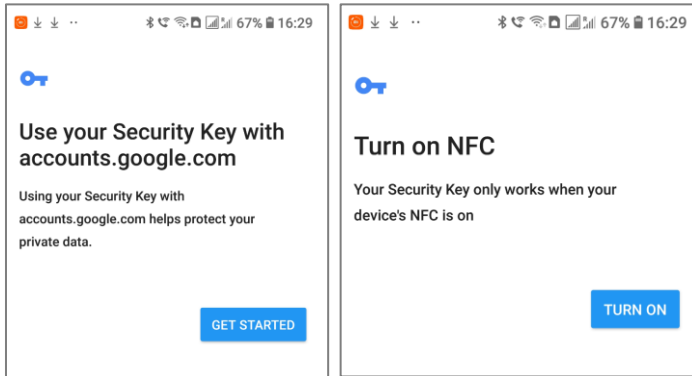 67% 16:29
Use your Security Key with
accounts.google.com
Using your Security Key with
accounts.google.com helps protect your
private data.
GET STARTED
67% 16:29
Turn on NFC
Your Security Key only works when your
device's NFC is on
TURN ON